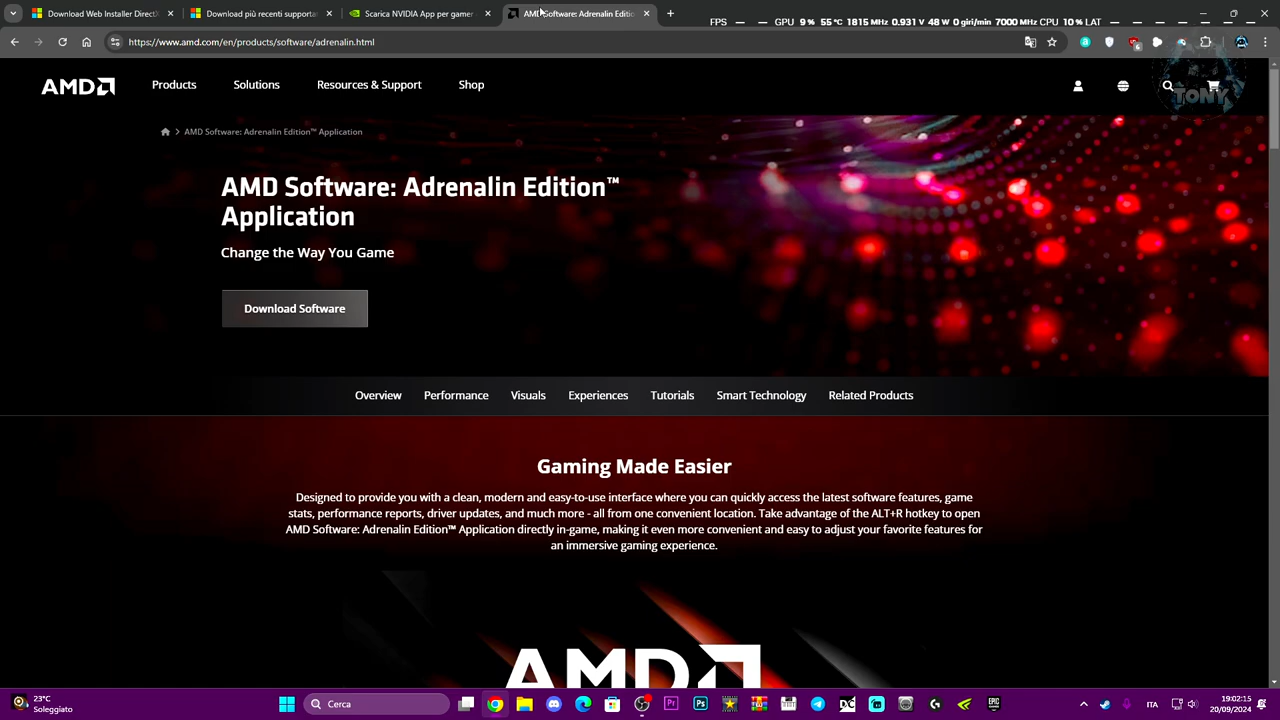 Download Web Installer DirectX
Download più recenti supportat
Scarica NVIDIA App per gamer
AMD Software: Adrenalin Editio
FPS – – – – GPU 9 % 55 °C 1815 MHz 0.931 V 48 W 0 giri/min 7000 MHz CPU 10 % LAT – – – –
https://www.amd.com/en/products/software/adrenalin.html
6
AMD
Products
Solutions
Resources & Support
Shop
TONY
AMD Software: Adrenalin Edition™ Application
AMD Software: Adrenalin Edition™
Application
Change the Way You Game
Download Software
Overview
Performance
Visuals
Experiences
Tutorials
Smart Technology
Related Products
Gaming Made Easier
Designed to provide you with a clean, modern and easy-to-use interface where you can quickly access the latest software features, game
stats, performance reports, driver updates, and much more - all from one convenient location. Take advantage of the ALT+R hotkey to open
AMD Software: Adrenalin Edition™ Application directly in-game, making it even more convenient and easy to adjust your favorite features for
an immersive gaming experience.
AMD
23°C
Soleggiato
Cerca
Pr
Ps
DC
EPIC
ITA
19:02:15
20/09/2024